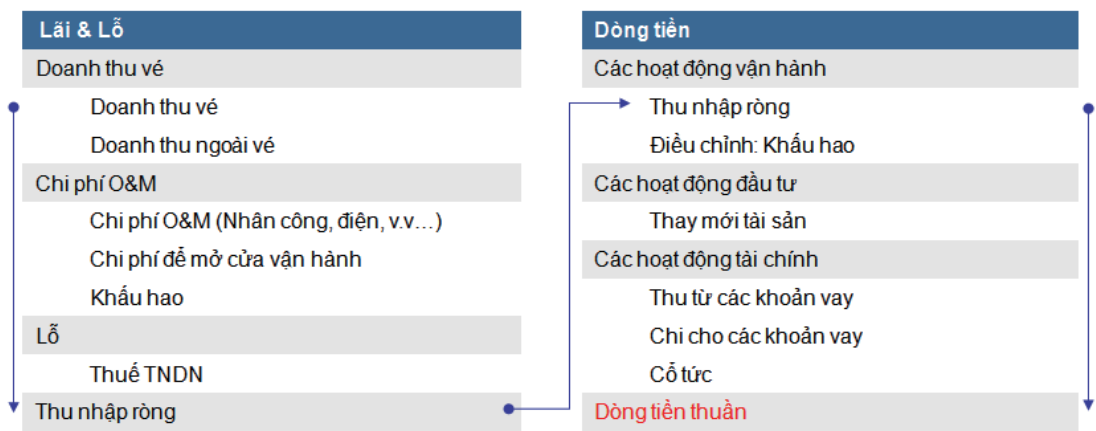 Lãi & Lỗ
Doanh thu vé
Doanh thu vé
Doanh thu ngoài vé
Chi phí O&M
Chi phí O&M (Nhân công, điện, v.v…)
Chi phí để mở cửa vận hành
Khấu hao
Lỗ
Thuế TNDN
Thu nhập ròng
Dòng tiền
Các hoạt động vận hành
Thu nhập ròng
Điều chỉnh: Khấu hao
Các hoạt động đầu tư
Thay mới tài sản
Các hoạt động tài chính
Thu từ các khoản vay
Chi cho các khoản vay
Cổ tức
Dòng tiền thuần